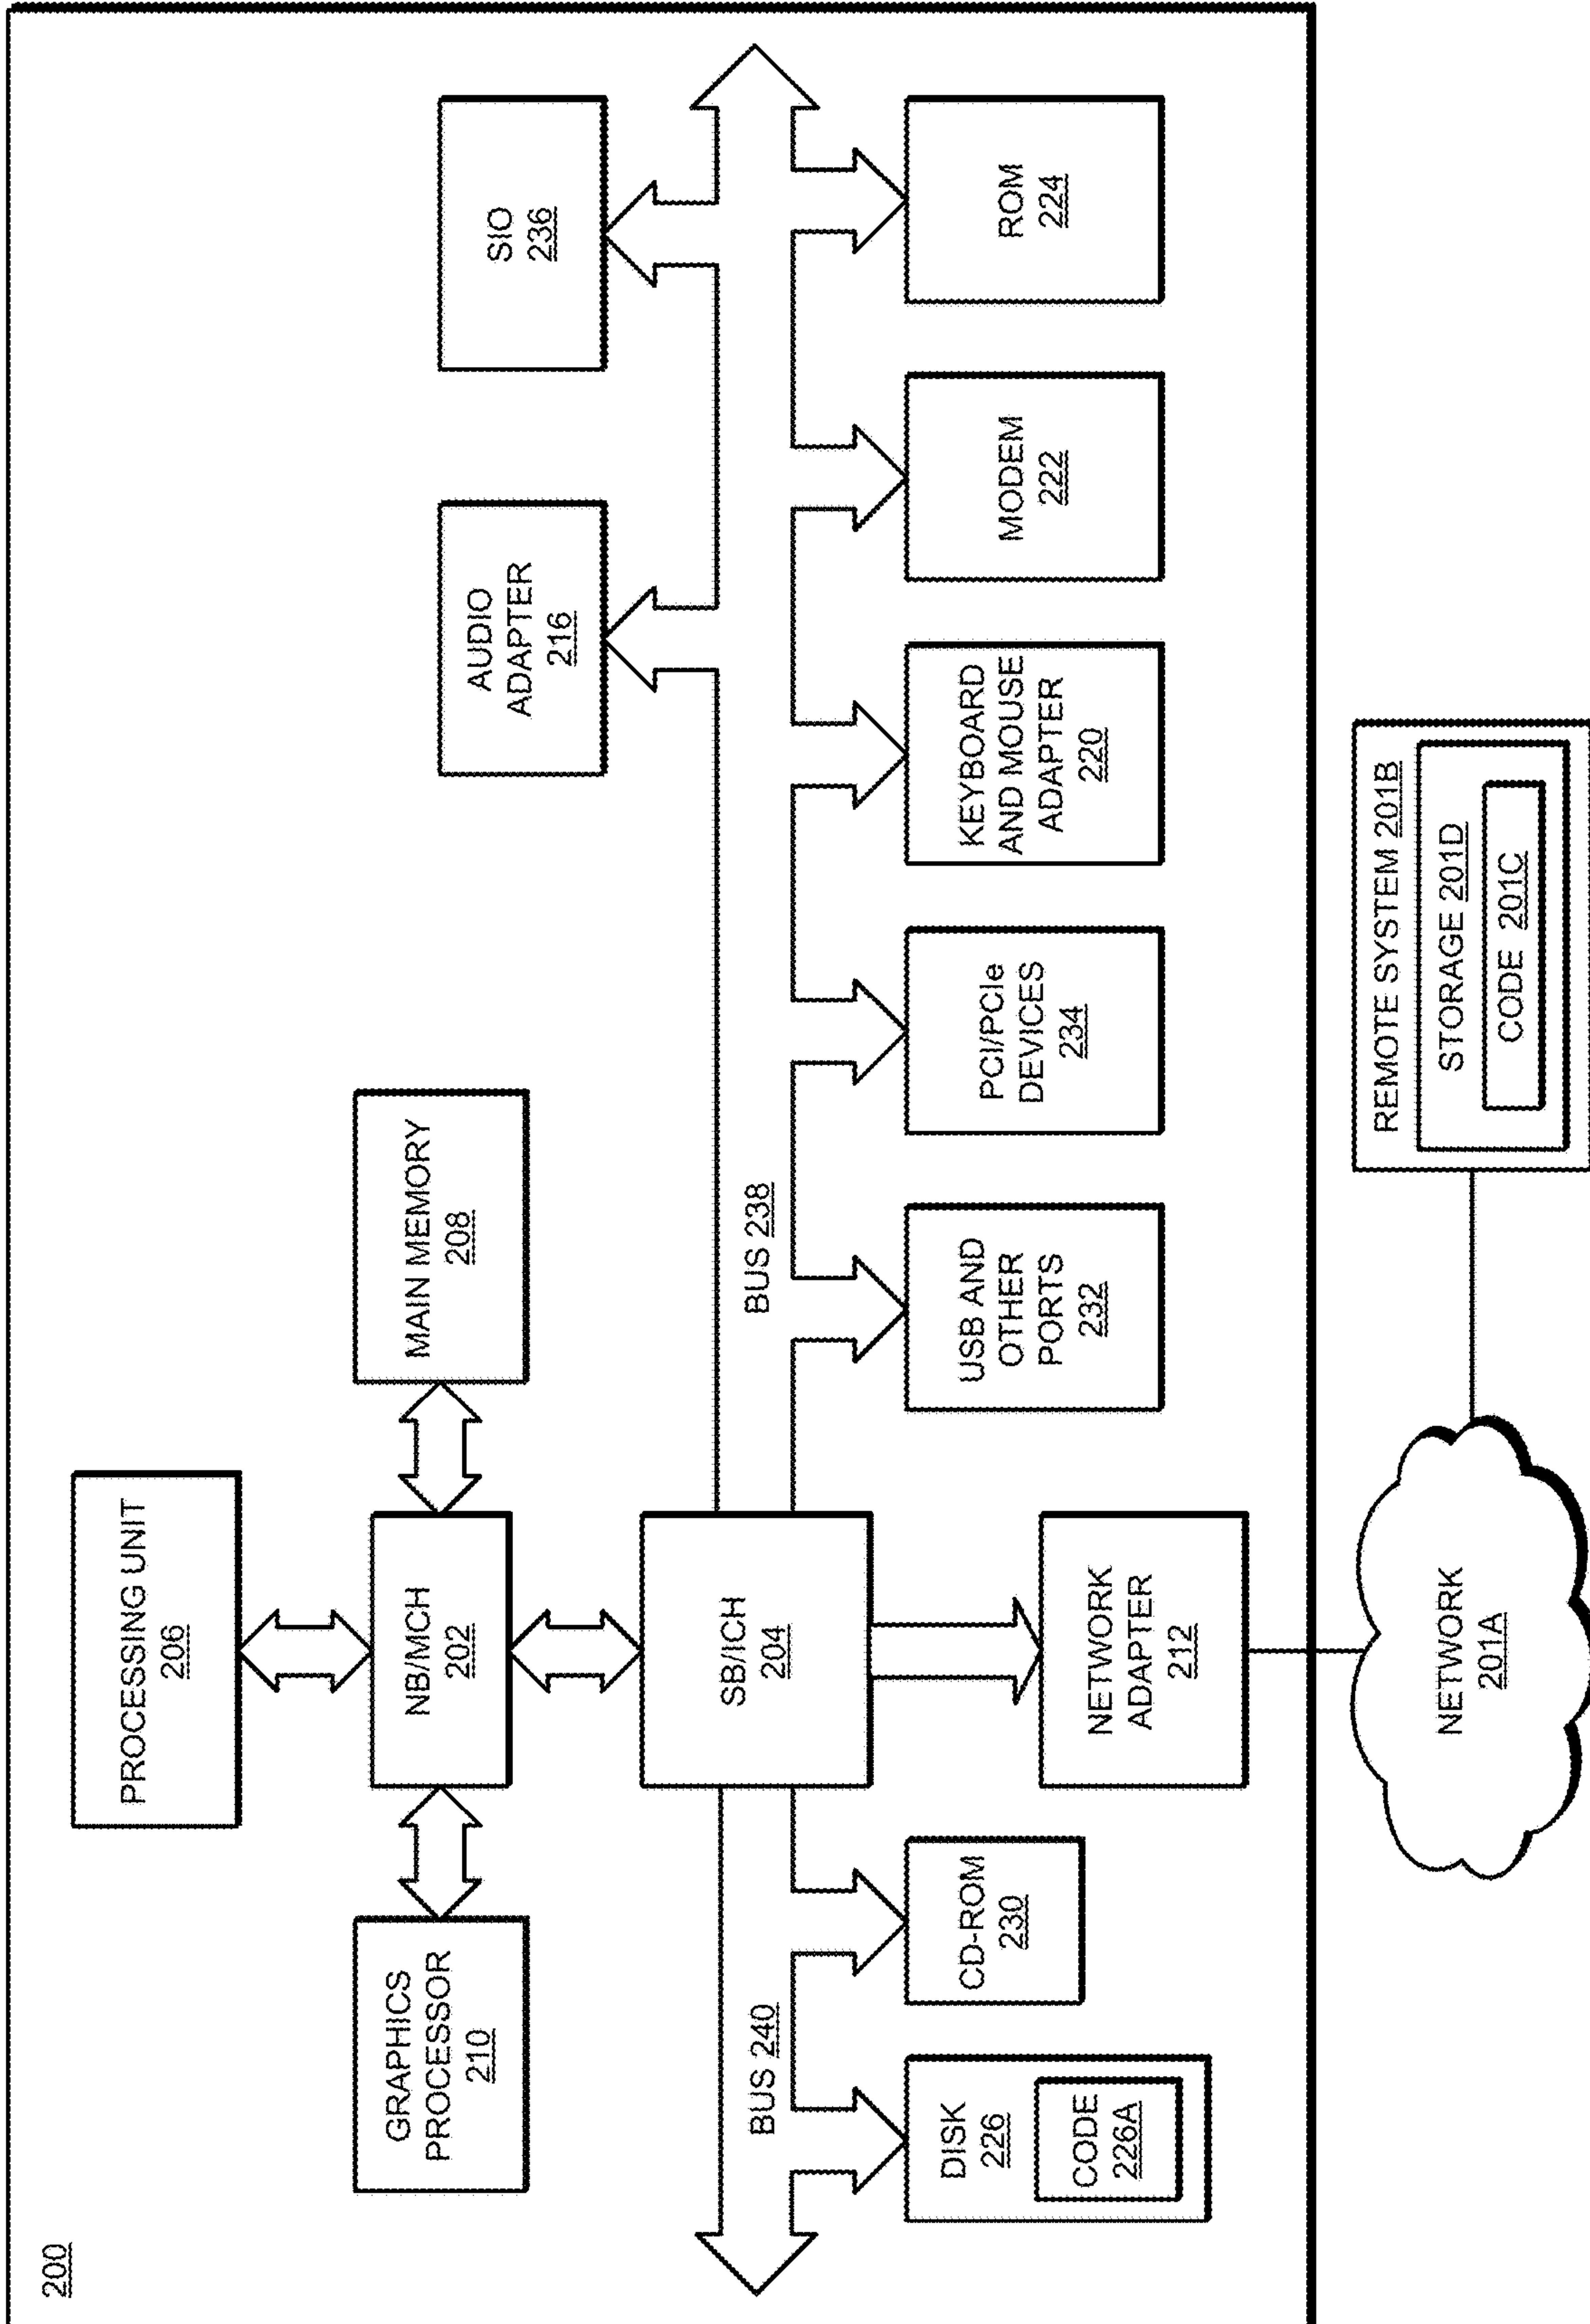 200
PROCESSING UNIT
206
GRAPHICS
PROCESSOR
210
NB/MCH
202
MAIN MEMORY
208
AUDIO
ADAPTER
216
SIO
236
SB/ICH
204
BUS 240
BUS 238
DISK
226
CODE
226A
CD-ROM
230
USB AND
OTHER
PORTS
232
PCI/PCIe
DEVICES
234
KEYBOARD
AND MOUSE
ADAPTER
220
MODEM
222
ROM
224
NETWORK
ADAPTER
212
NETWORK
201A
REMOTE SYSTEM 201B
STORAGE 201D
CODE 201C